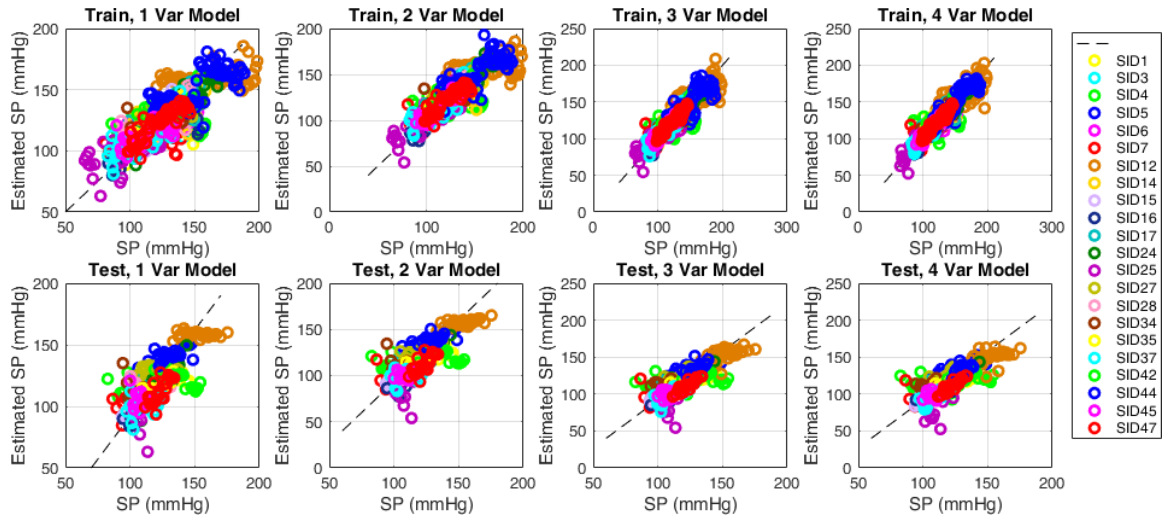 Train, 1 Var Model
Train, 2 Var Model
Train, 3 Var Model
Train, 4 Var Model
Estimated SP (mmHg)
200
150
100
50
50 100 150 200
SP (mmHg)
Estimated SP (mmHg)
200
150
100
50
0
0 50 100 150 200
SP (mmHg)
Estimated SP (mmHg)
250
200
150
100
50
0
0 100 200 300
SP (mmHg)
Estimated SP (mmHg)
250
200
150
100
50
0
0 100 200 300
SP (mmHg)
Test, 1 Var Model
Test, 2 Var Model
Test, 3 Var Model
Test, 4 Var Model
Estimated SP (mmHg)
200
150
100
50
50 100 150 200
SP (mmHg)
Estimated SP (mmHg)
200
150
100
50
0
50 100 150 200
SP (mmHg)
Estimated SP (mmHg)
250
200
150
100
50
0
50 100 150 200
SP (mmHg)
Estimated SP (mmHg)
250
200
150
100
50
0
50 100 150 200
SP (mmHg)
SID1
SID3
SID4
SID5
SID6
SID7
SID12
SID14
SID15
SID16
SID17
SID24
SID25
SID27
SID28
SID34
SID35
SID37
SID42
SID44
SID45
SID47